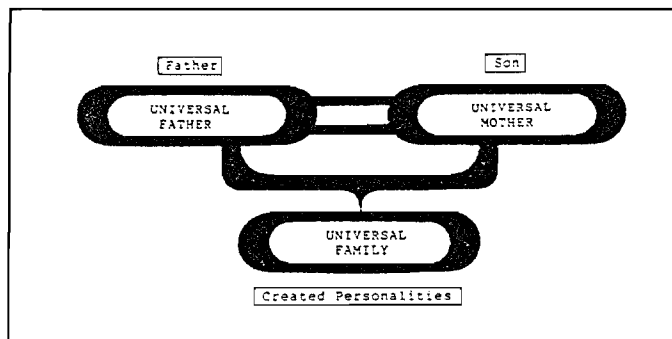 Father
Son
UNIVERSAL
FATHER
UNIVERSAL
MOTHER
UNIVERSAL
FAMILY
Created Personalities